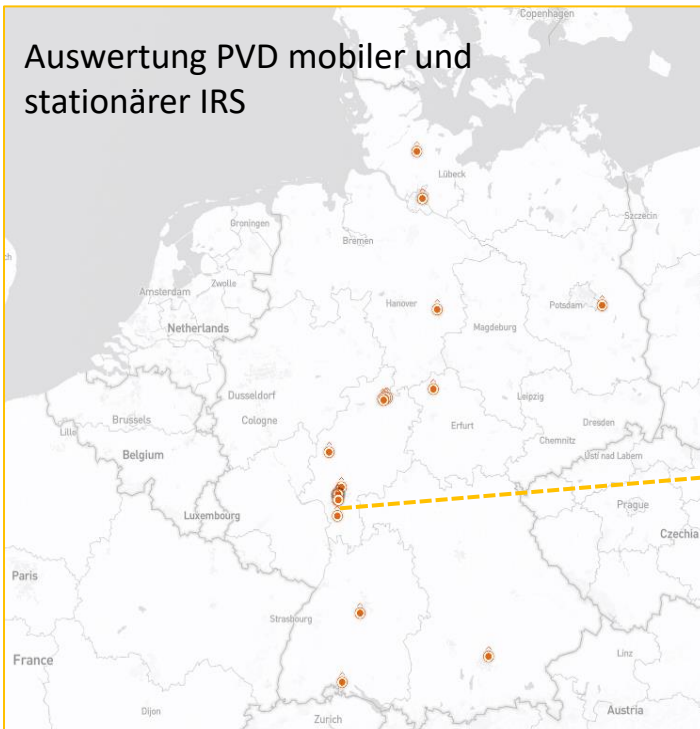 Auswertung PVD mobiler und
stationärer IRS
Copenhagen
Lübeck
Groningen
Szczecin
Bremen
Zwolle
Amsterdam
Hanover
Potsdam
Netherlands
Magdeburg
Dusseldorf
Leipzig
Cologne
Brussels
Erfurt
Dresden
Lille
Chemnitz
Belgium
Ústí nad Labem
Prague
Luxembourg
Czechia
Paris
Strasbourg
France
Linz
Dijon
Austria
Zurich